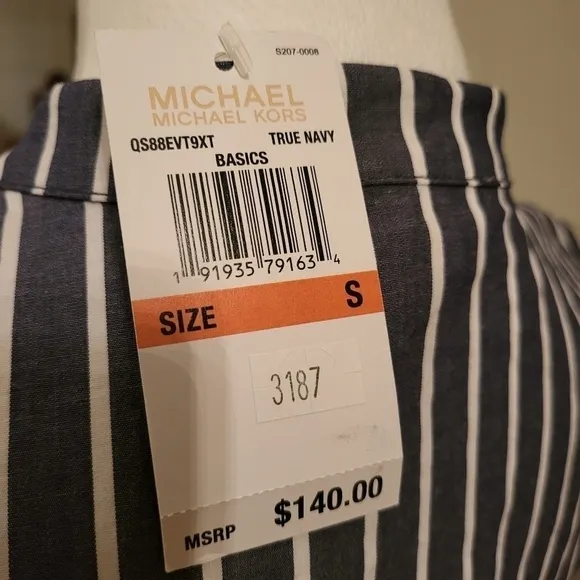 S207-0008
MICHAEL
MICHAEL KORS
QS88EVT9XT TRUE NAVY
BASICS
1 91935 79163 4
SIZE S
3187
MSRP $140.00